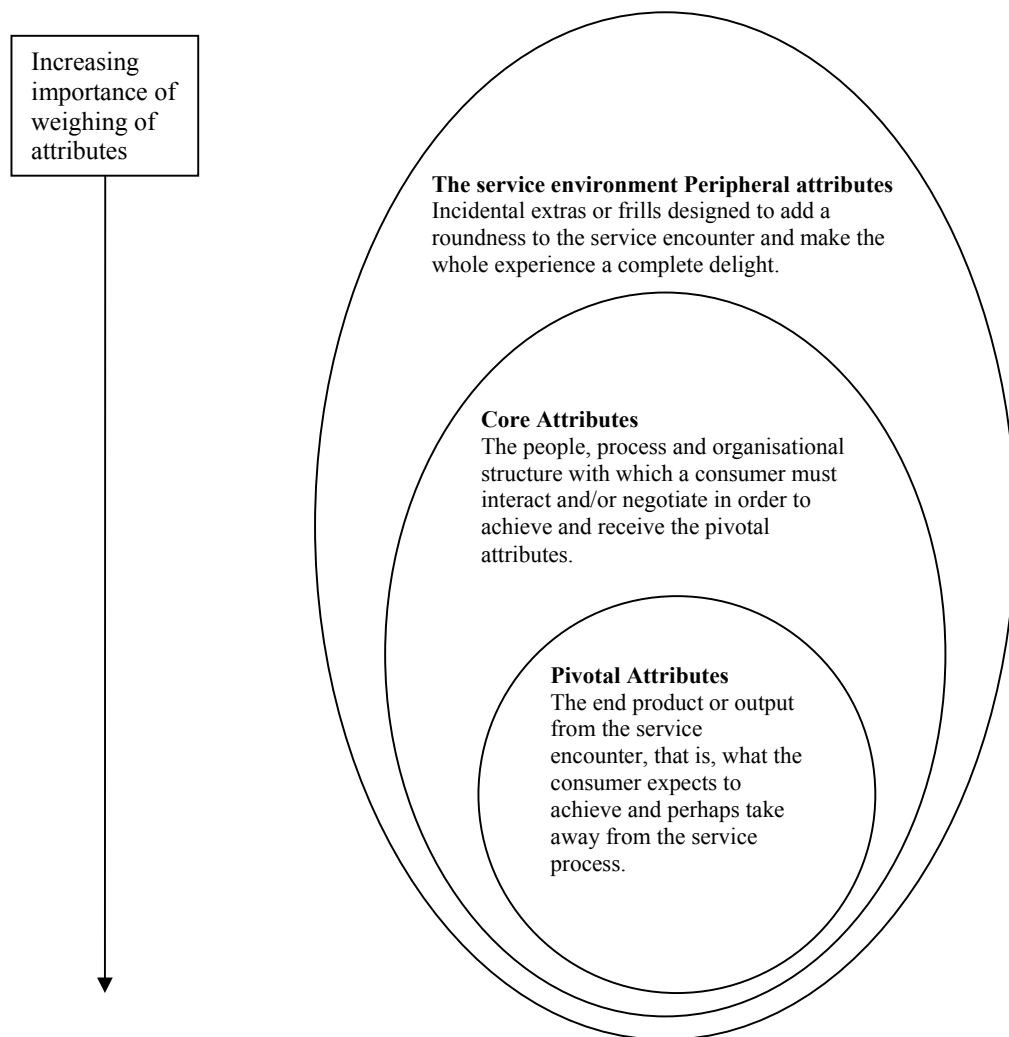 Increasing
importance of
weighing of
attributes
The service environment Peripheral attributes
Incidental extras or frills designed to add a
roundness to the service encounter and make the
whole experience a complete delight.
Core Attributes
The people, process and organisational
structure with which a consumer must
interact and/or negotiate in order to
achieve and receive the pivotal
attributes.
Pivotal Attributes
The end product or output
from the service
encounter, that is, what the
consumer expects to
achieve and perhaps take
away from the service
process.